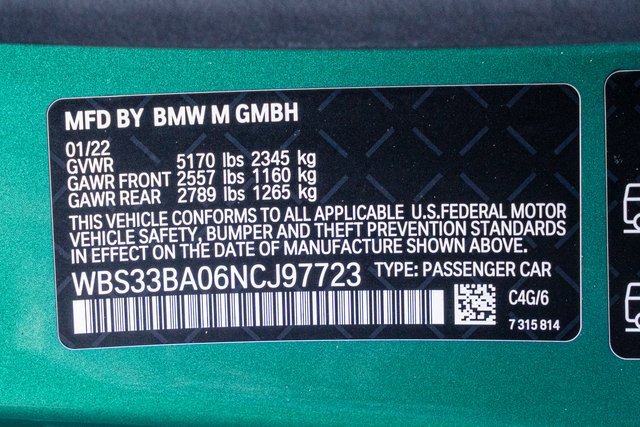 MFD BY BMW M GMBH
01/22
GVWR 5170 lbs 2345 kg
GAWR FRONT 2557 lbs 1160 kg
GAWR REAR 2789 lbs 1265 kg
THIS VEHICLE CONFORMS TO ALL APPLICABLE U.S.FEDERAL MOTOR
VEHICLE SAFETY, BUMPER AND THEFT PREVENTION STANDARDS
IN EFFECT ON THE DATE OF MANUFACTURE SHOWN ABOVE.
WBS33BA06NCJ97723 TYPE: PASSENGER CAR
C4G/6
7 315 814